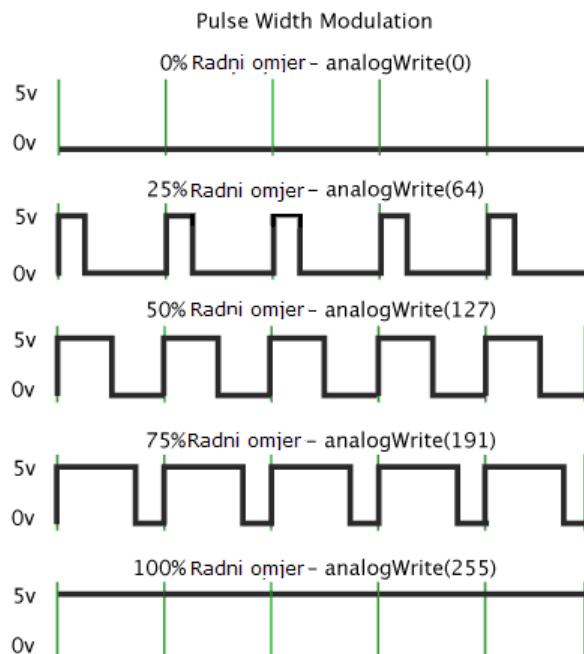 Pulse Width Modulation
0% Radni omjer - analogWrite(0)
5v
0v
25% Radni omjer - analogWrite(64)
5v
0v
50% Radni omjer - analogWrite(127)
5v
0v
75% Radni omjer - analogWrite(191)
5v
0v
100% Radni omjer - analogWrite(255)
5v
0v